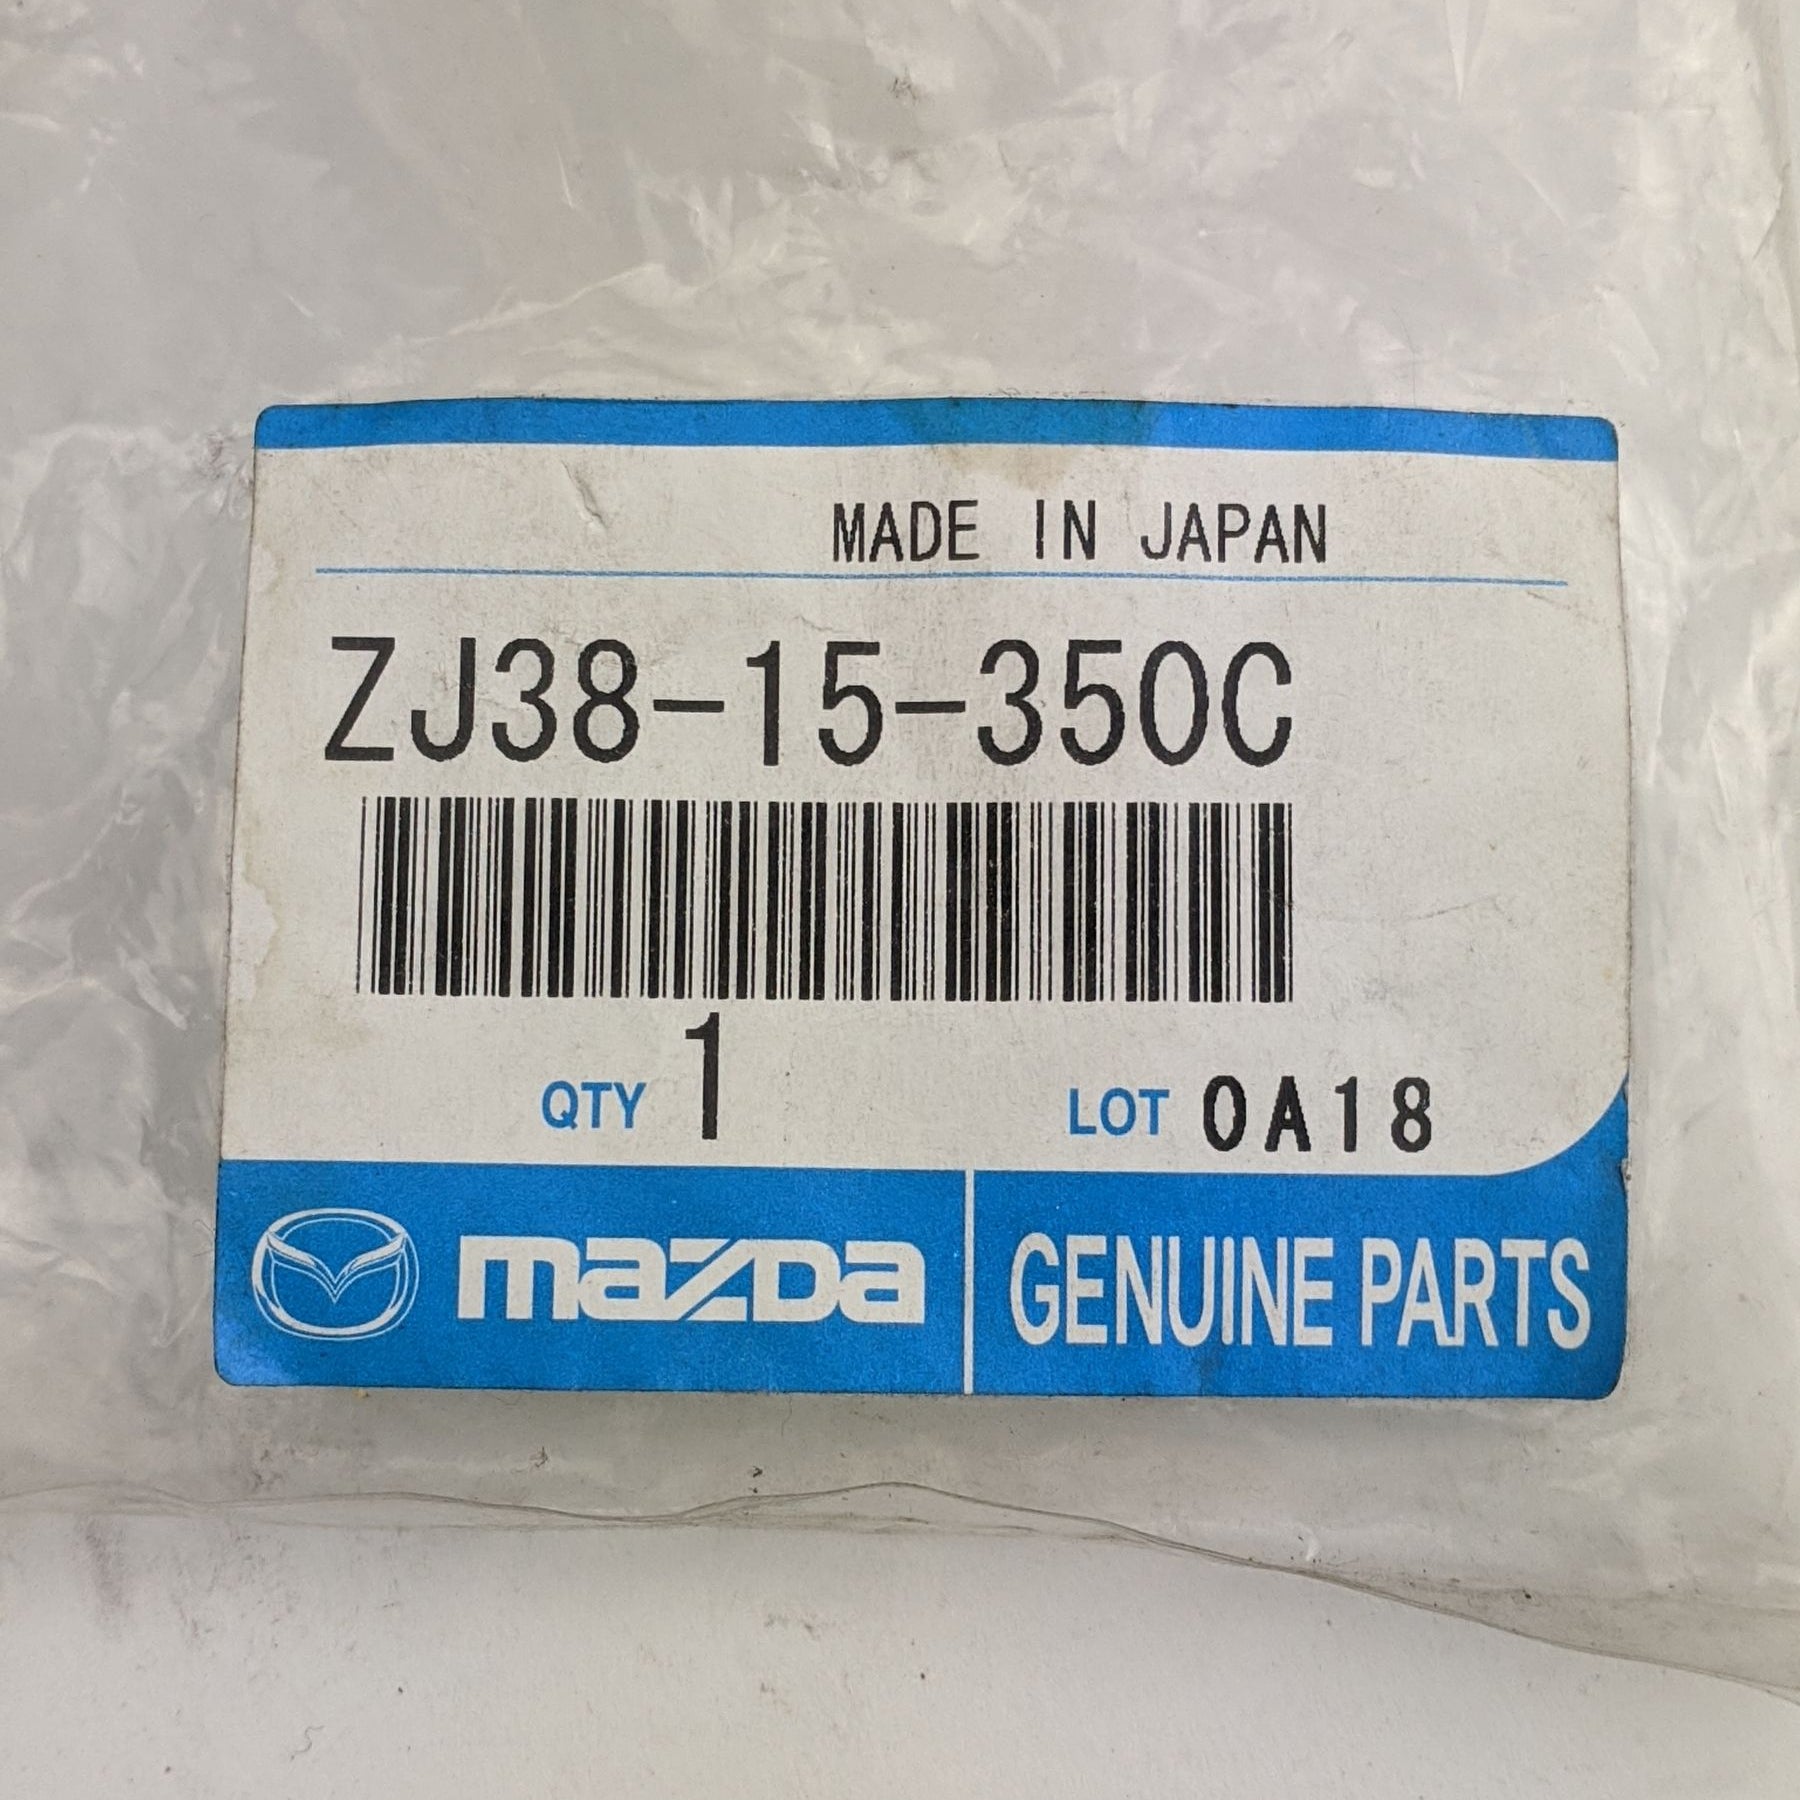 MADE IN JAPAN
ZJ38-15-350C
QTY 1 LOT 0A18
mazda GENUINE PARTS